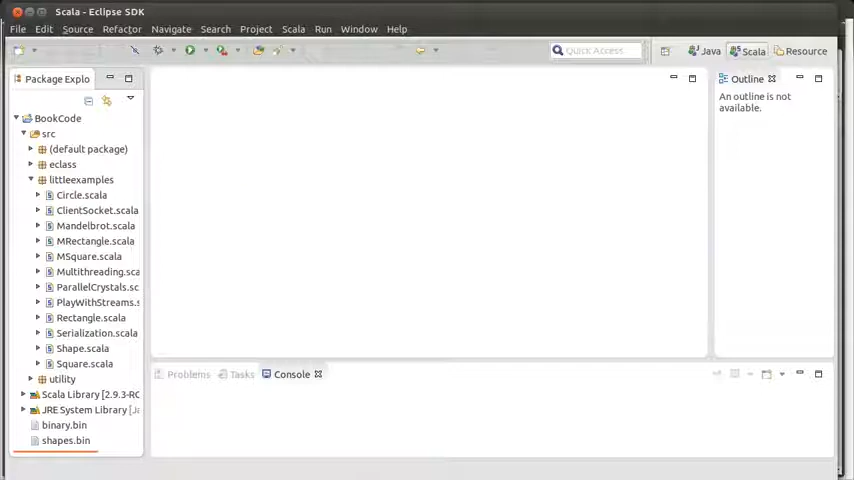 Scala - Eclipse SDK
File Edit Source Refactor Navigate Search Project Scala Run Window Help
Quick Access
Java Scala Resource
Package Explo
Outline
An outline is not
available.
BookCode
src
(default package)
eclass
littleexamples
Circle.scala
ClientSocket.scala
Mandelbrot.scala
MRectangle.scala
MSquare.scala
Multithreading.sca
ParallelCrystals.sc
PlayWithStreams.s
Rectangle.scala
Serialization.scala
Shape.scala
Square.scala
utility
Scala Library [2.9.3-RC
JRE System Library [Ja
binary.bin
shapes.bin
Problems Tasks Console